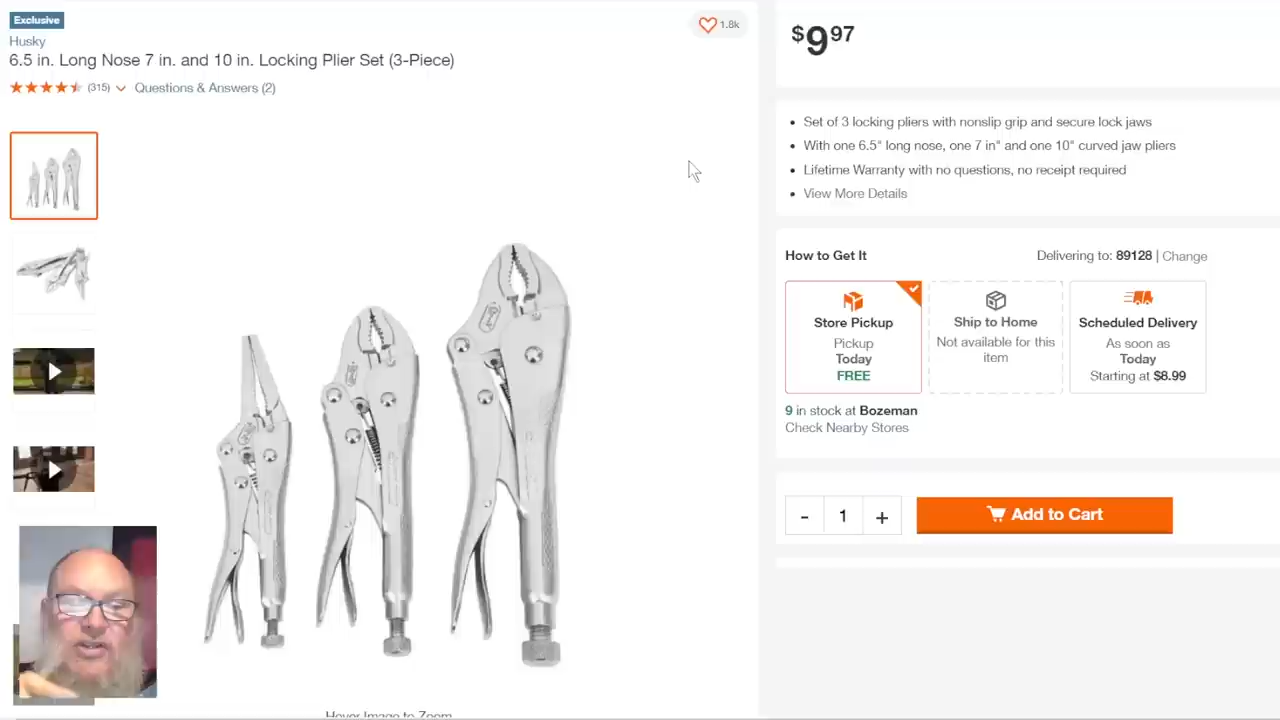 Exclusive
Husky
6.5 in. Long Nose 7 in. and 10 in. Locking Plier Set (3-Piece)
(315)
Questions & Answers (2)
1.8k
Hover Image to Zoom
$9 97
Set of 3 locking pliers with nonslip grip and secure lock jaws
With one 6.5" long nose, one 7 in" and one 10" curved jaw pliers
Lifetime Warranty with no questions, no receipt required
View More Details
How to Get It
Delivering to: 89128 | Change
Store Pickup
Pickup
Today
FREE
Ship to Home
Not available for this
item
Scheduled Delivery
As soon as
Today
Starting at $8.99
9 in stock at Bozeman
Check Nearby Stores
- 1 +
Add to Cart